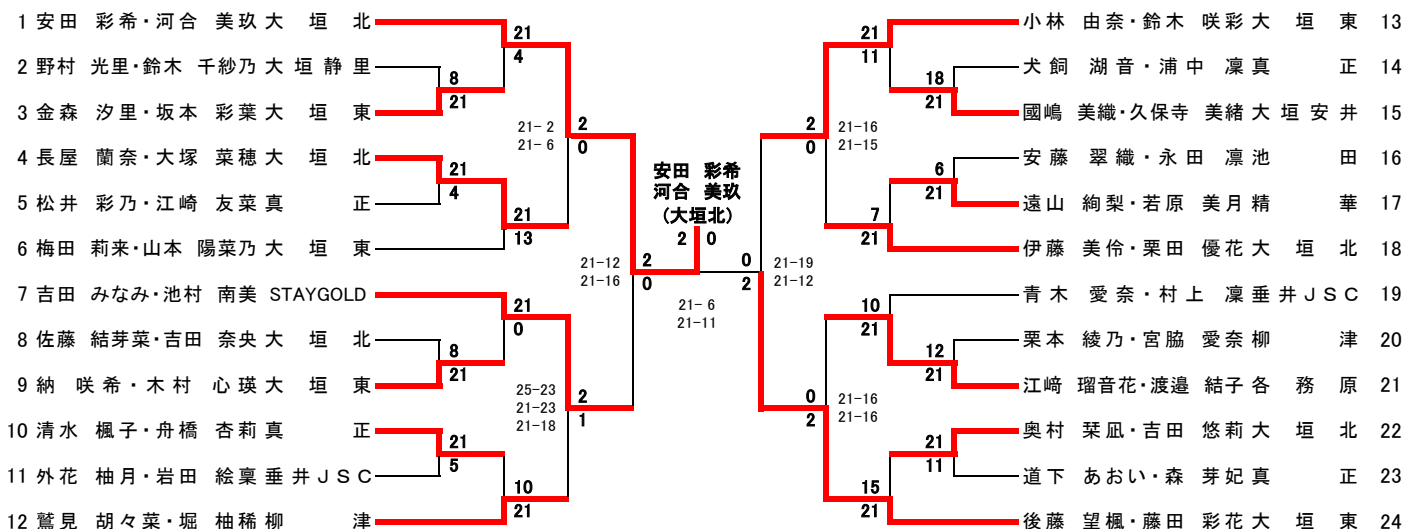 1 安田 彩希・河合 美玖 大垣北
2 野村 光里・鈴木 千紗乃 大垣静里
3 金森 汐里・坂本 彩葉 大垣東
4 長屋 蘭奈・大塚 菜穂 大垣北
5 松井 彩乃・江崎 友菜 真正
6 梅田 莉来・山本 陽菜乃 大垣東
7 吉田 みなみ・池村 南美 STAYGOLD
8 佐藤 結芽菜・吉田 奈央 大垣北
9 納 咲希・木村 心瑛 大垣東
10 清水 楓子・舟橋 杏莉 真正
11 外花 柚月・岩田 絵稟 垂井JSC
12 鷲見 胡々菜・堀 柚稀 柳津
21
4
8
21
21
4
21
13
21
0
8
21
21
5
10
21
21- 2
21- 6
2
0
25-23
21-23
21-18
2
1
21-12
21-16
2
0
安田 彩希
河合 美玖
(大垣北)
2 0
21- 6
21-11
0
2
21-19
21-12
2
0
21-16
21-15
0
2
21-16
21-16
21
11
18
21
6
21
7
21
10
21
12
21
21
11
15
21
小林 由奈・鈴木 咲彩 大垣東 13
犬飼 湖音・浦中 凜 真正 14
國嶋 美織・久保寺 美緒 大垣安井 15
安藤 翠織・永田 凛 池田 16
遠山 絢梨・若原 美月 精華 17
伊藤 美伶・栗田 優花 大垣北 18
青木 愛奈・村上 凜 垂井JSC 19
栗本 綾乃・宮脇 愛奈 柳津 20
江﨑 瑠音花・渡邉 結子 各務原 21
奥村 栞凪・吉田 悠莉 大垣北 22
道下 あおい・森 芽妃 真正 23
後藤 望楓・藤田 彩花 大垣東 24